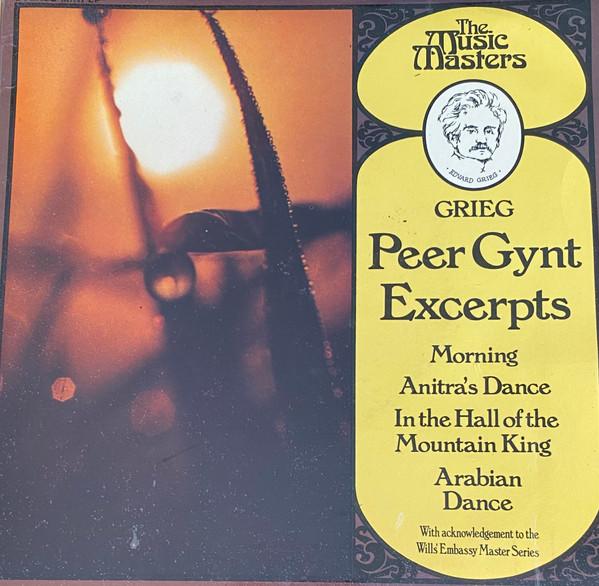 The
Music
Masters
EDVARD GRIEG
GRIEG
Peer Gynt
Excerpts
Morning
Anitra's Dance
In the Hall of the
Mountain King
Arabian
Dance
With acknowledgement to the
Wills' Embassy Master Series